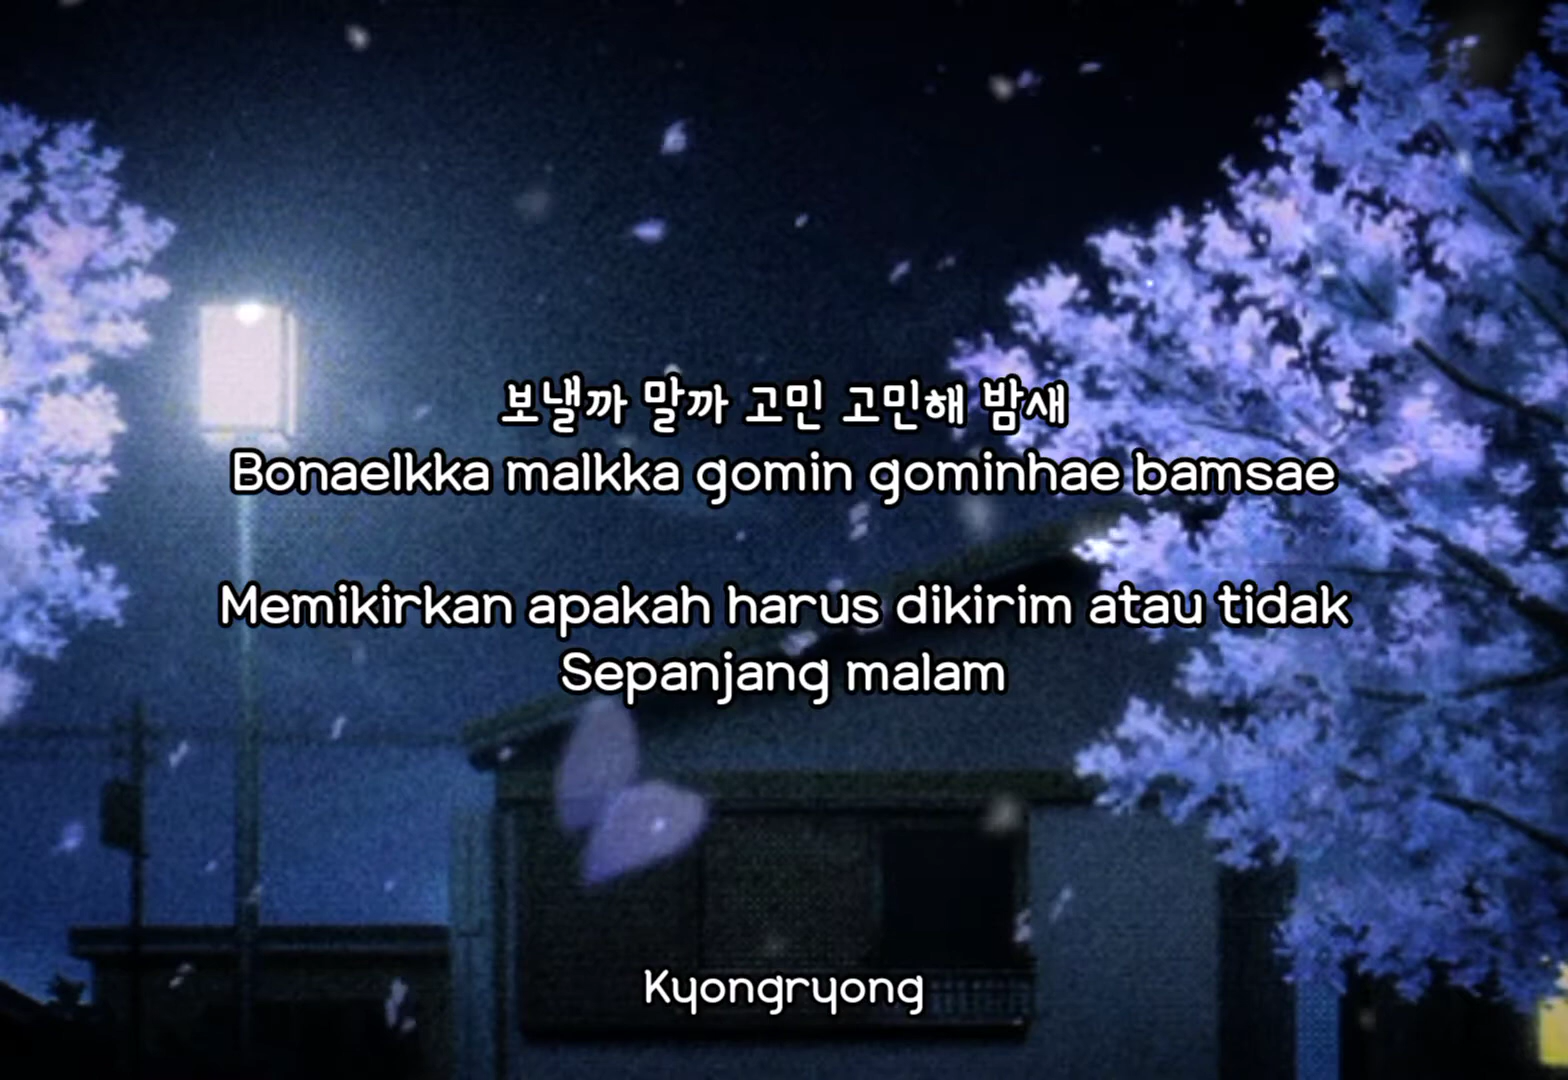 보낼까 말까 고민 고민해 밤새
Bonaelkka malkka gomin gominhae bamsae
Memikirkan apakah harus dikirim atau tidak
Sepanjang malam
Kyongryong